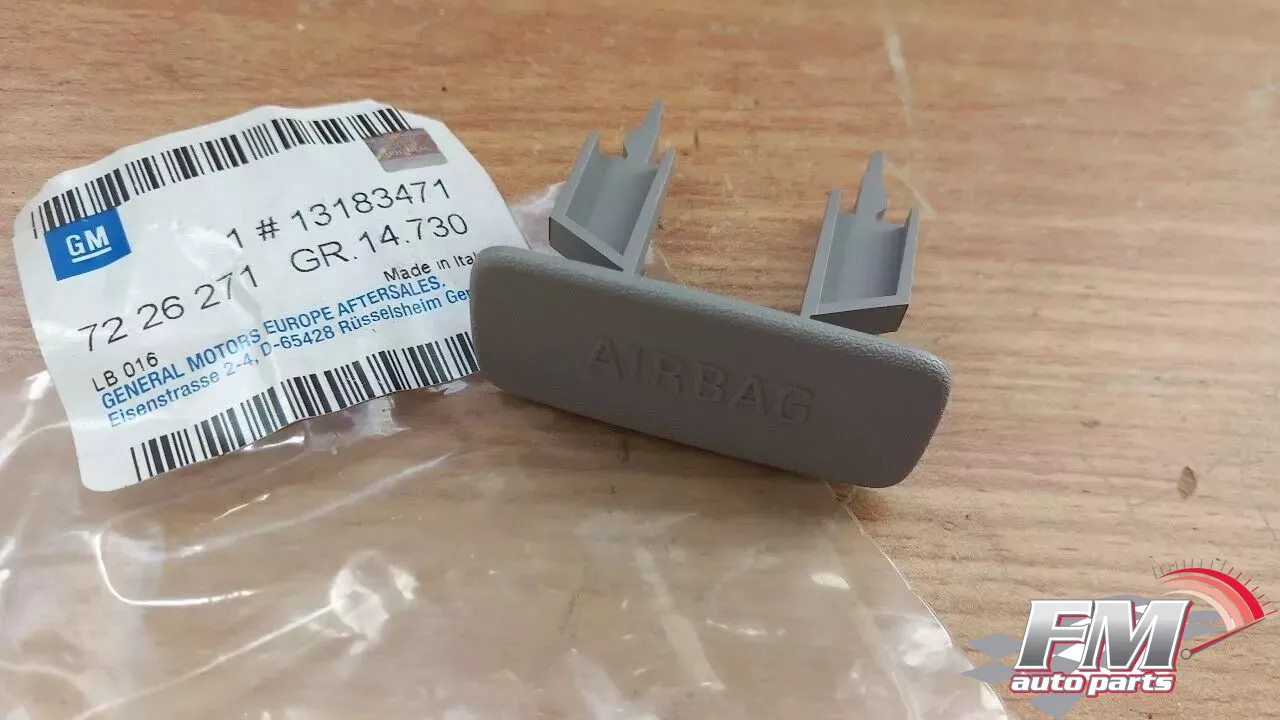 GM
1 # 13183471
72 26 271 GR.14.730
Made in Ital
LB 016
GENERAL MOTORS EUROPE AFTERSALES.
Eisenstrasse 2-4, D-65428 Rüsselsheim Ger
AIRBAG
FM
auto parts